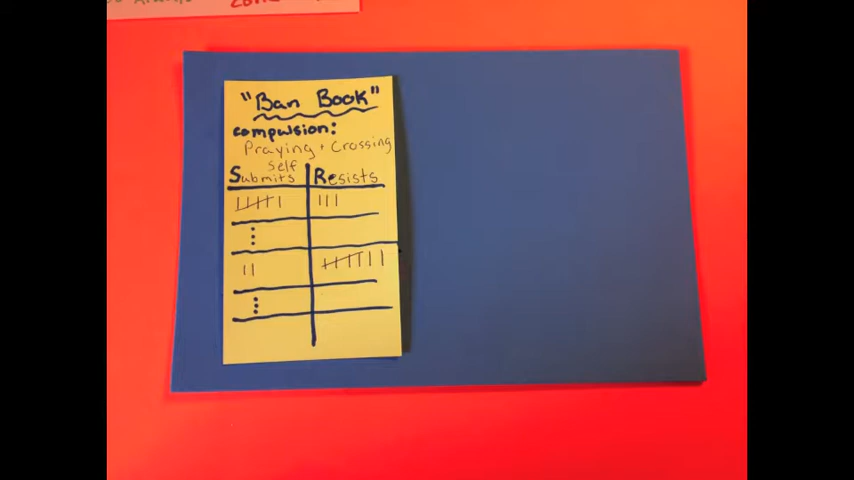 "Ban Book"
compulsion:
Praying + Crossing
self
Submits Resists